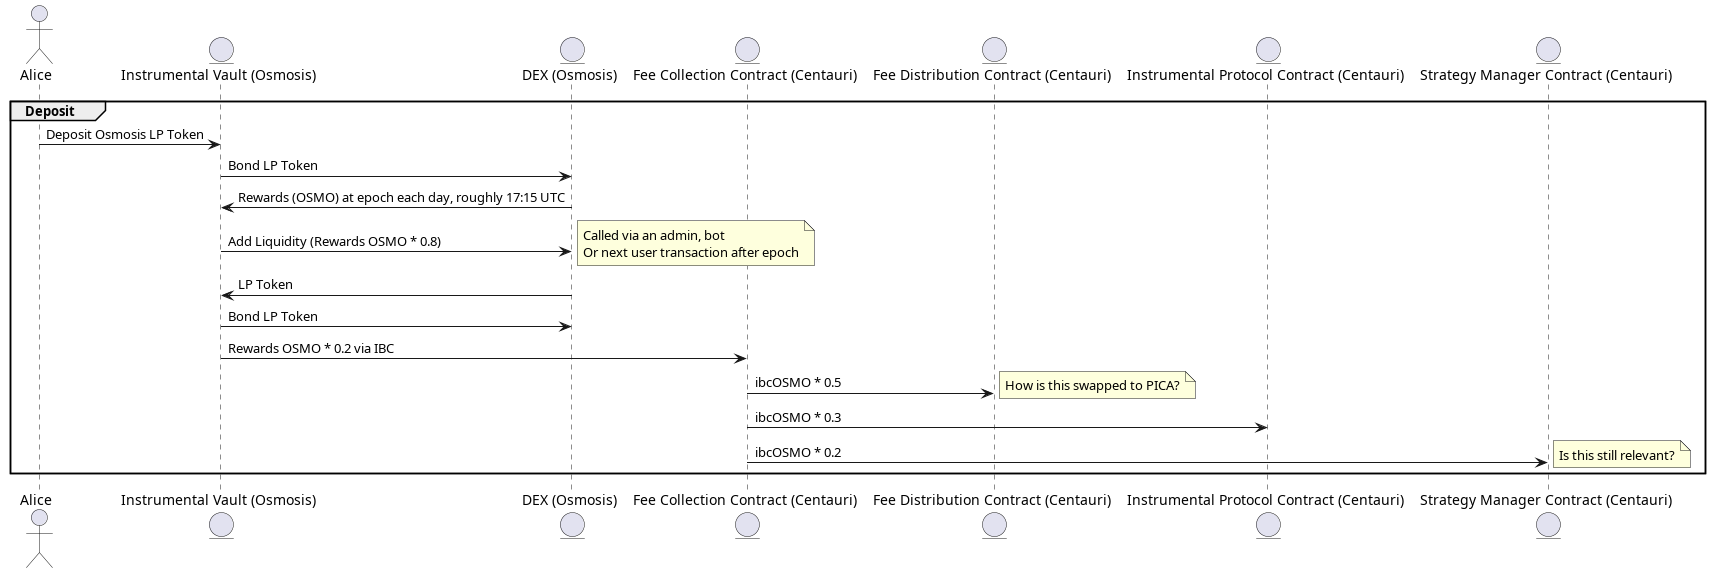 Alice
Instrumental Vault (Osmosis)
DEX (Osmosis)
Fee Collection Contract (Centauri)
Fee Distribution Contract (Centauri)
Instrumental Protocol Contract (Centauri)
Strategy Manager Contract (Centauri)
Deposit
Deposit Osmosis LP Token
Bond LP Token
Rewards (OSMO) at epoch each day, roughly 17:15 UTC
Add Liquidity (Rewards OSMO * 0.8)
Called via an admin, bot
Or next user transaction after epoch
LP Token
Bond LP Token
Rewards OSMO * 0.2 via IBC
ibcOSMO * 0.5
How is this swapped to PICA?
ibcOSMO * 0.3
ibcOSMO * 0.2
Is this still relevant?
Alice
Instrumental Vault (Osmosis)
DEX (Osmosis)
Fee Collection Contract (Centauri)
Fee Distribution Contract (Centauri)
Instrumental Protocol Contract (Centauri)
Strategy Manager Contract (Centauri)